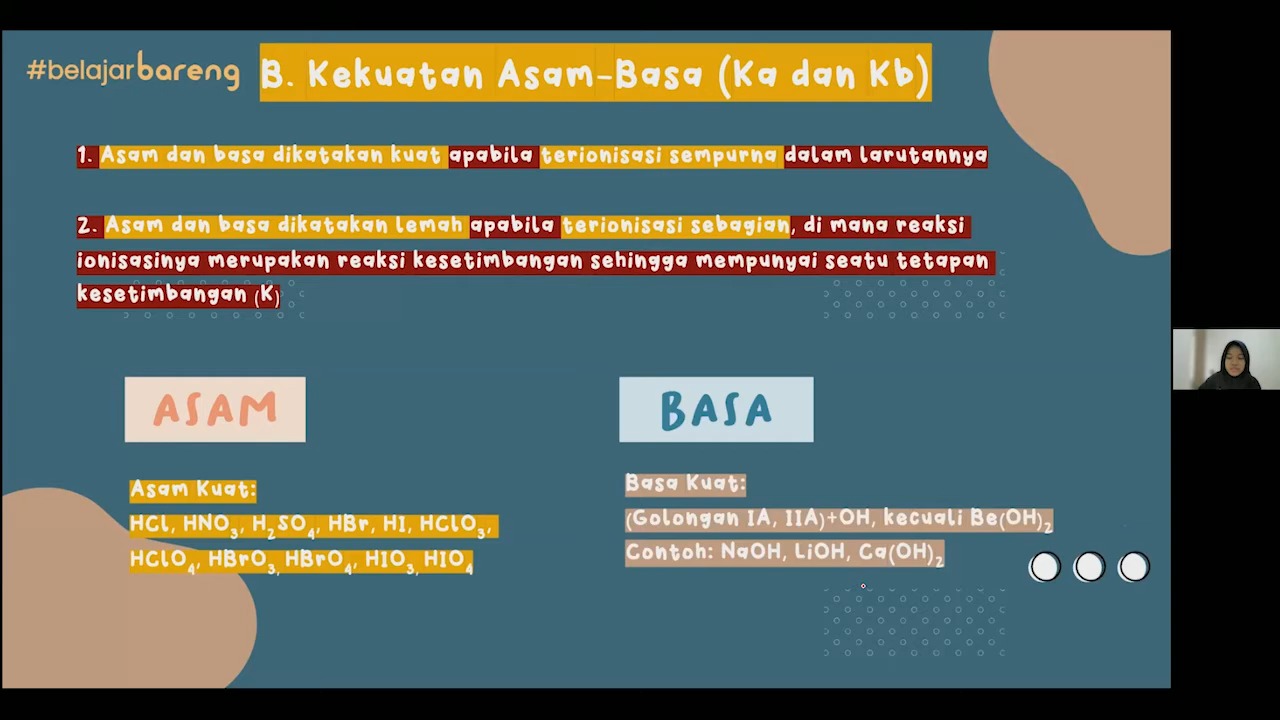 #belajarbareng
B. Kekuatan Asam-Basa (Ka dan Kb)
1. Asam dan basa dikatakan kuat apabila terionisasi sempurna dalam larutannya
2. Asam dan basa dikatakan lemah apabila terionisasi sebagian, di mana reaksi
ionisasinya merupakan reaksi kesetimbangan sehingga mempunyai seatu tetapan
kesetimbangan (K)
ASAM
Asam Kuat:
HCl, HNO₃, H₂SO₄, HBr, HI, HClO₃,
HClO₄, HBrO₃, HBrO₄, HIO₃, HIO₄
BASA
Basa Kuat:
(Golongan IA, IIA)+OH, kecuali Be(OH)₂
Contoh: NaOH, LiOH, Ca(OH)₂